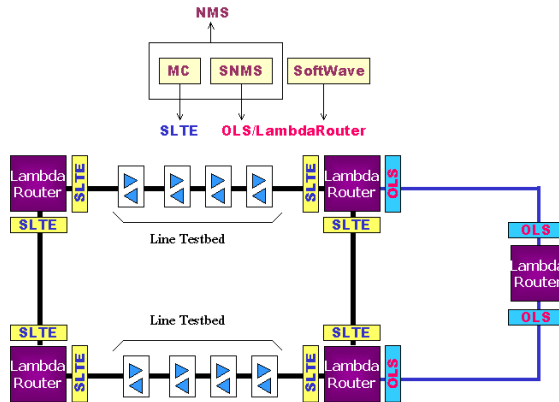 NMS
MC
SNMS
SoftWave
SLTE
OLS/LambdaRouter
Lambda
Router
SLTE
SLTE
Lambda
Router
OLS
SLTE
SLTE
Line Testbed
OLS
Lambda
Router
OLS
Line Testbed
SLTE
SLTE
Lambda
Router
SLTE
SLTE
Lambda
Router
OLS